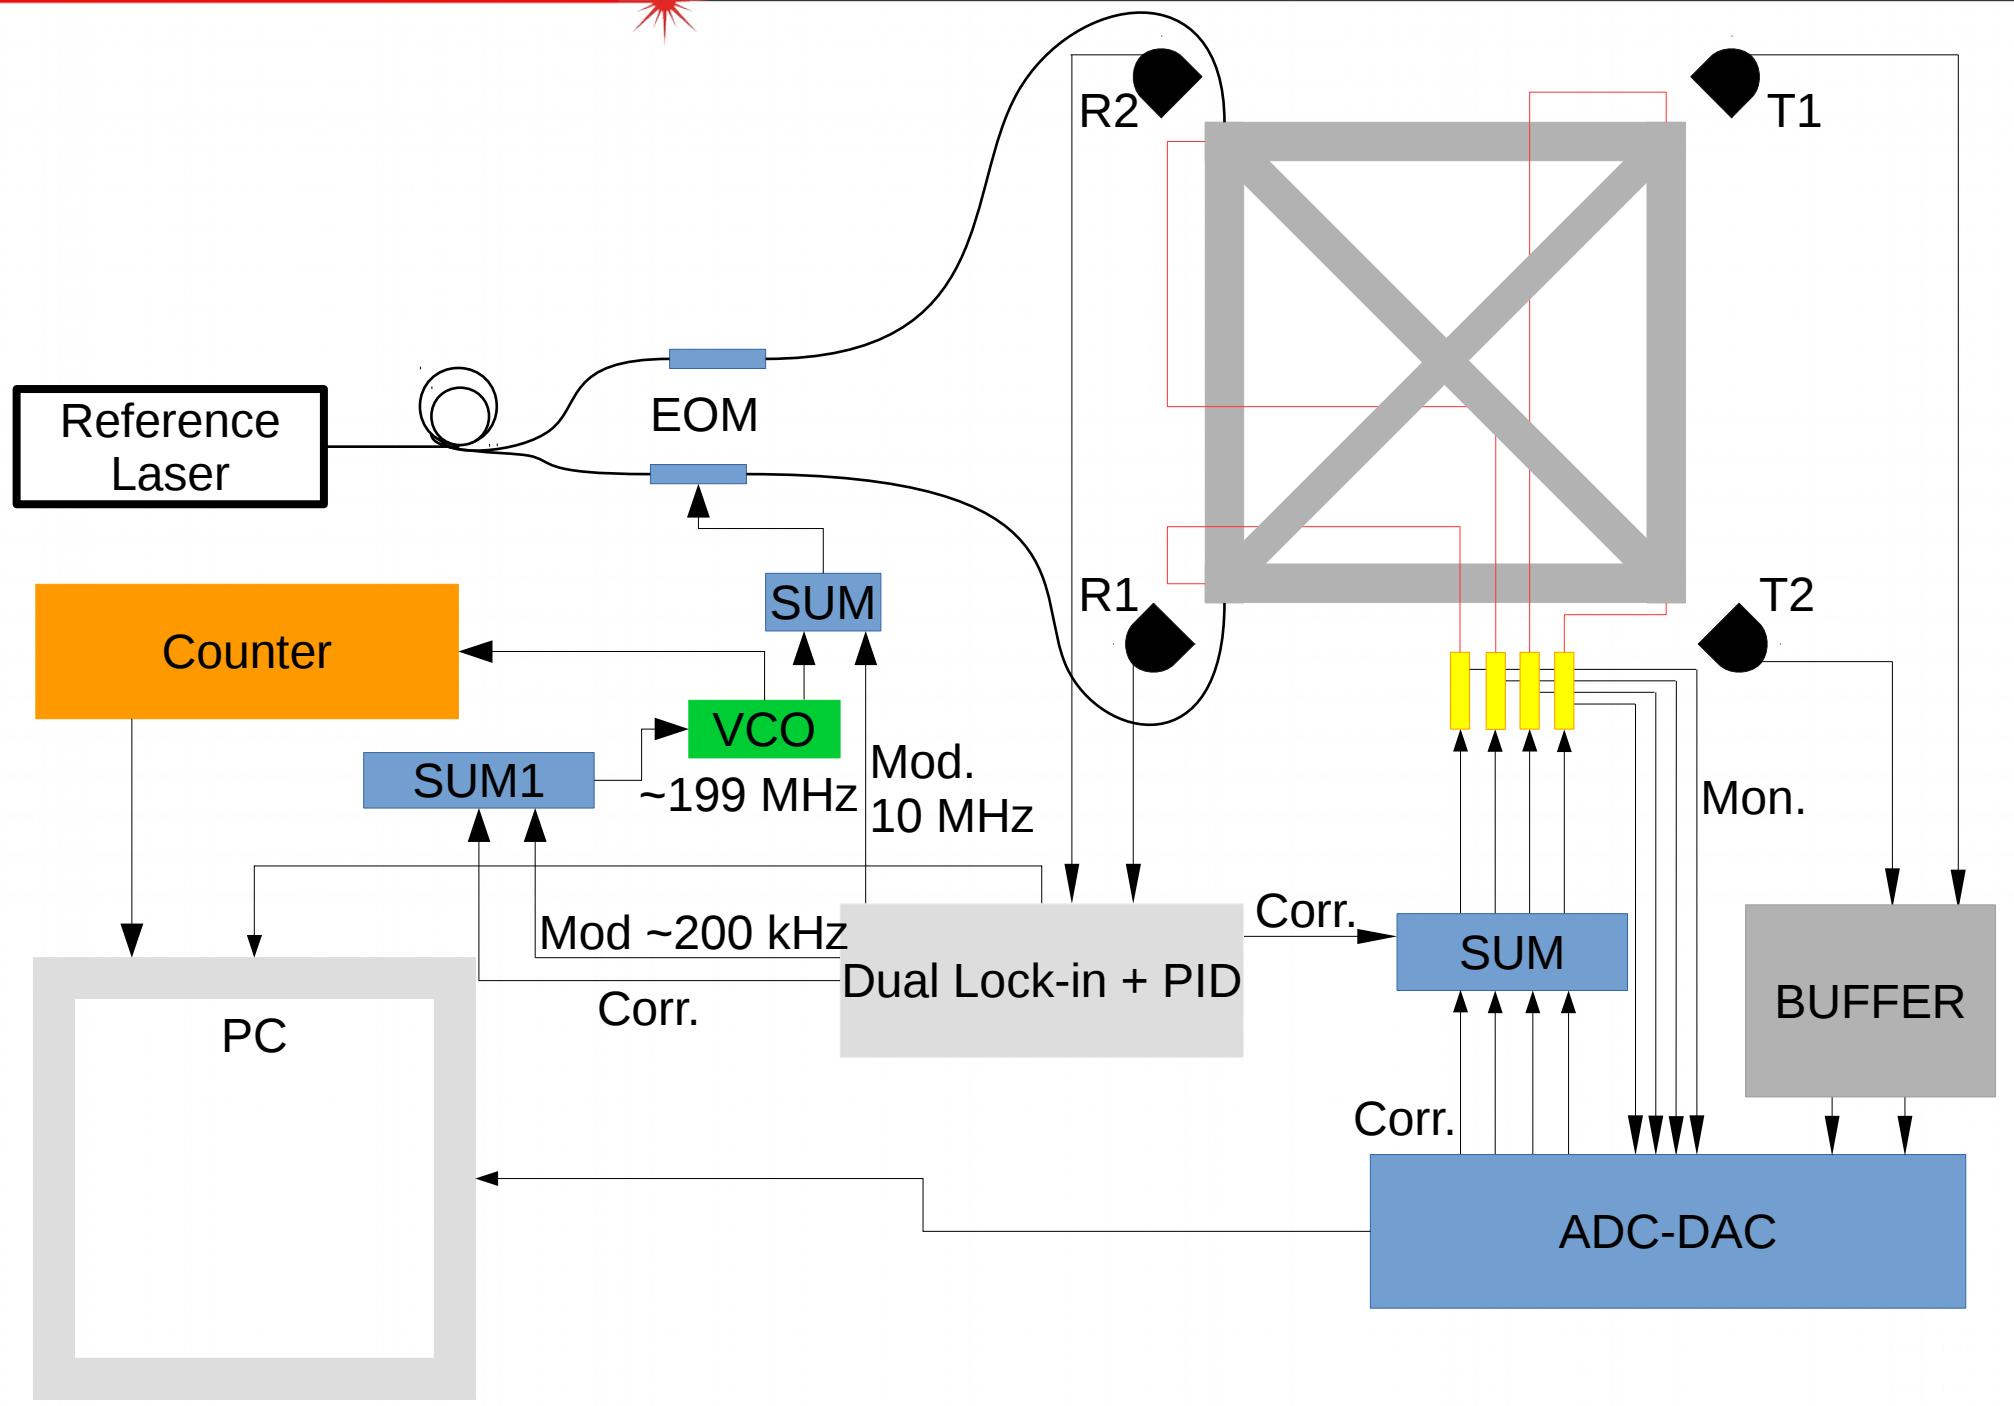 R2
T1
Reference
Laser
EOM
R1
T2
SUM
Counter
VCO
SUM1
~199 MHz
Mod.
10 MHz
Mon.
Corr.
Mod ~200 kHz
SUM
Dual Lock-in + PID
BUFFER
Corr.
PC
Corr.
ADC-DAC